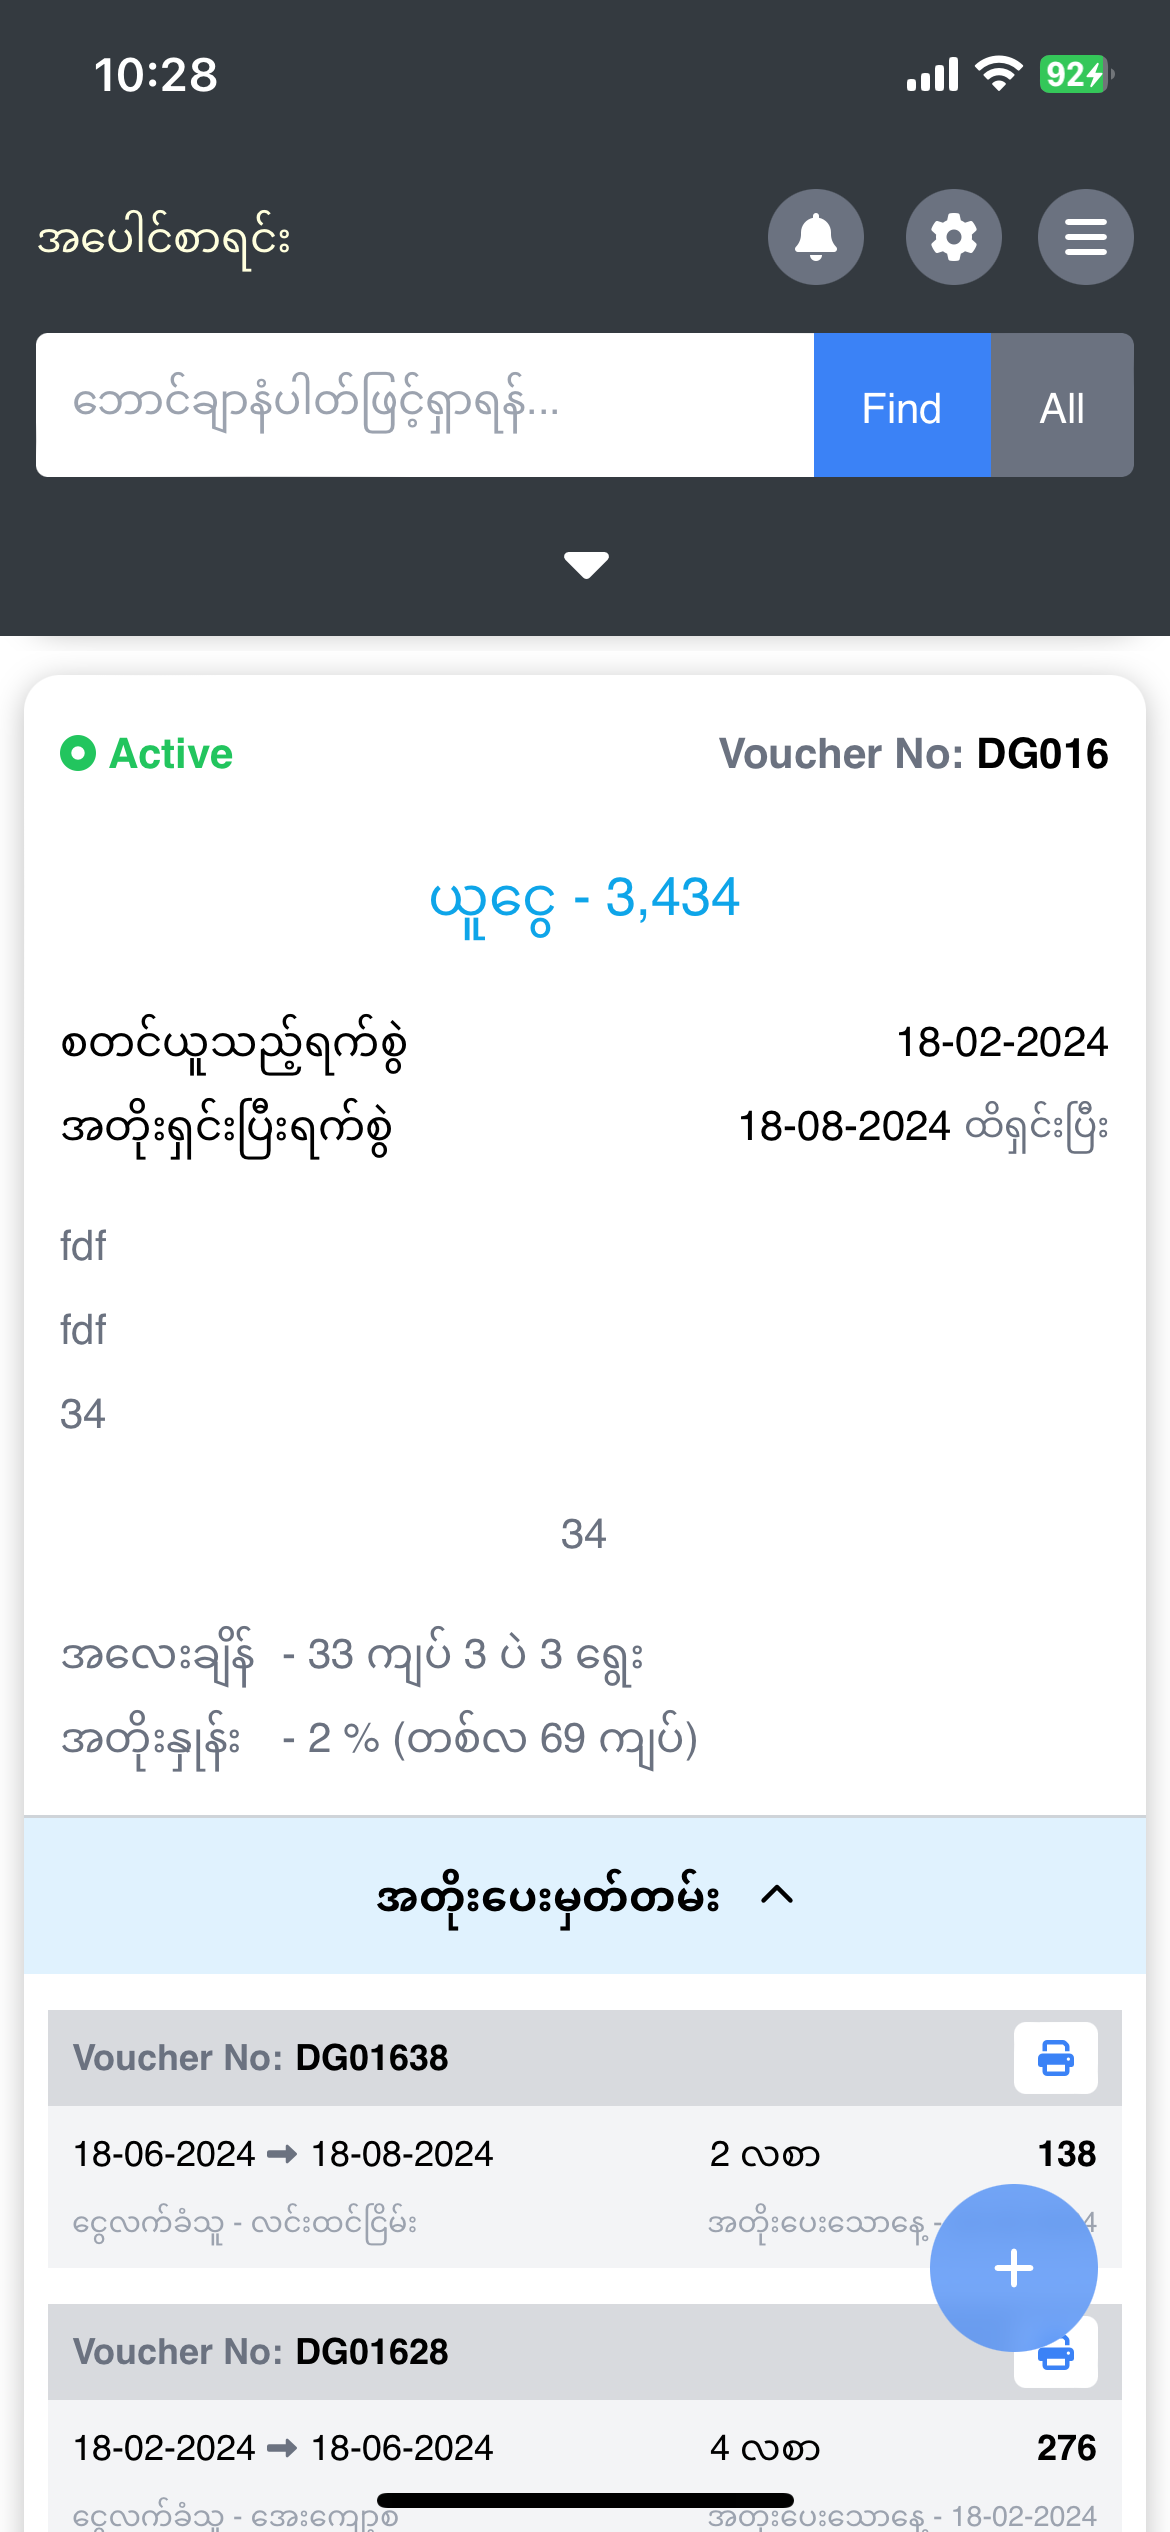 10:28
92
အပေါင်စာရင်း
ဘောင်ချာနံပါတ်ဖြင့်ရှာရန်... Find All
Active Voucher No: DG016
ယူငွေ - 3,434
စတင်ယူသည့်ရက်စွဲ 18-02-2024
အတိုးရှင်းပြီးရက်စွဲ 18-08-2024 ထိရှင်းပြီး
fdf
fdf
34
34
အလေးချိန် - 33 ကျပ် 3 ပဲ 3 ရွေး
အတိုးနှုန်း - 2 % (တစ်လ 69 ကျပ်)
အတိုးပေးမှတ်တမ်း
Voucher No: DG01638
18-06-2024 ➡ 18-08-2024 2 လစာ 138
ငွေလက်ခံသူ - လင်းထင်ငြိမ်း အတိုးပေးသောနေ့ - 4
Voucher No: DG01628
18-02-2024 ➡ 18-06-2024 4 လစာ 276
ငွေလက်ခံသူ - အတိုးပေးသောနေ့ - 18-02-2024